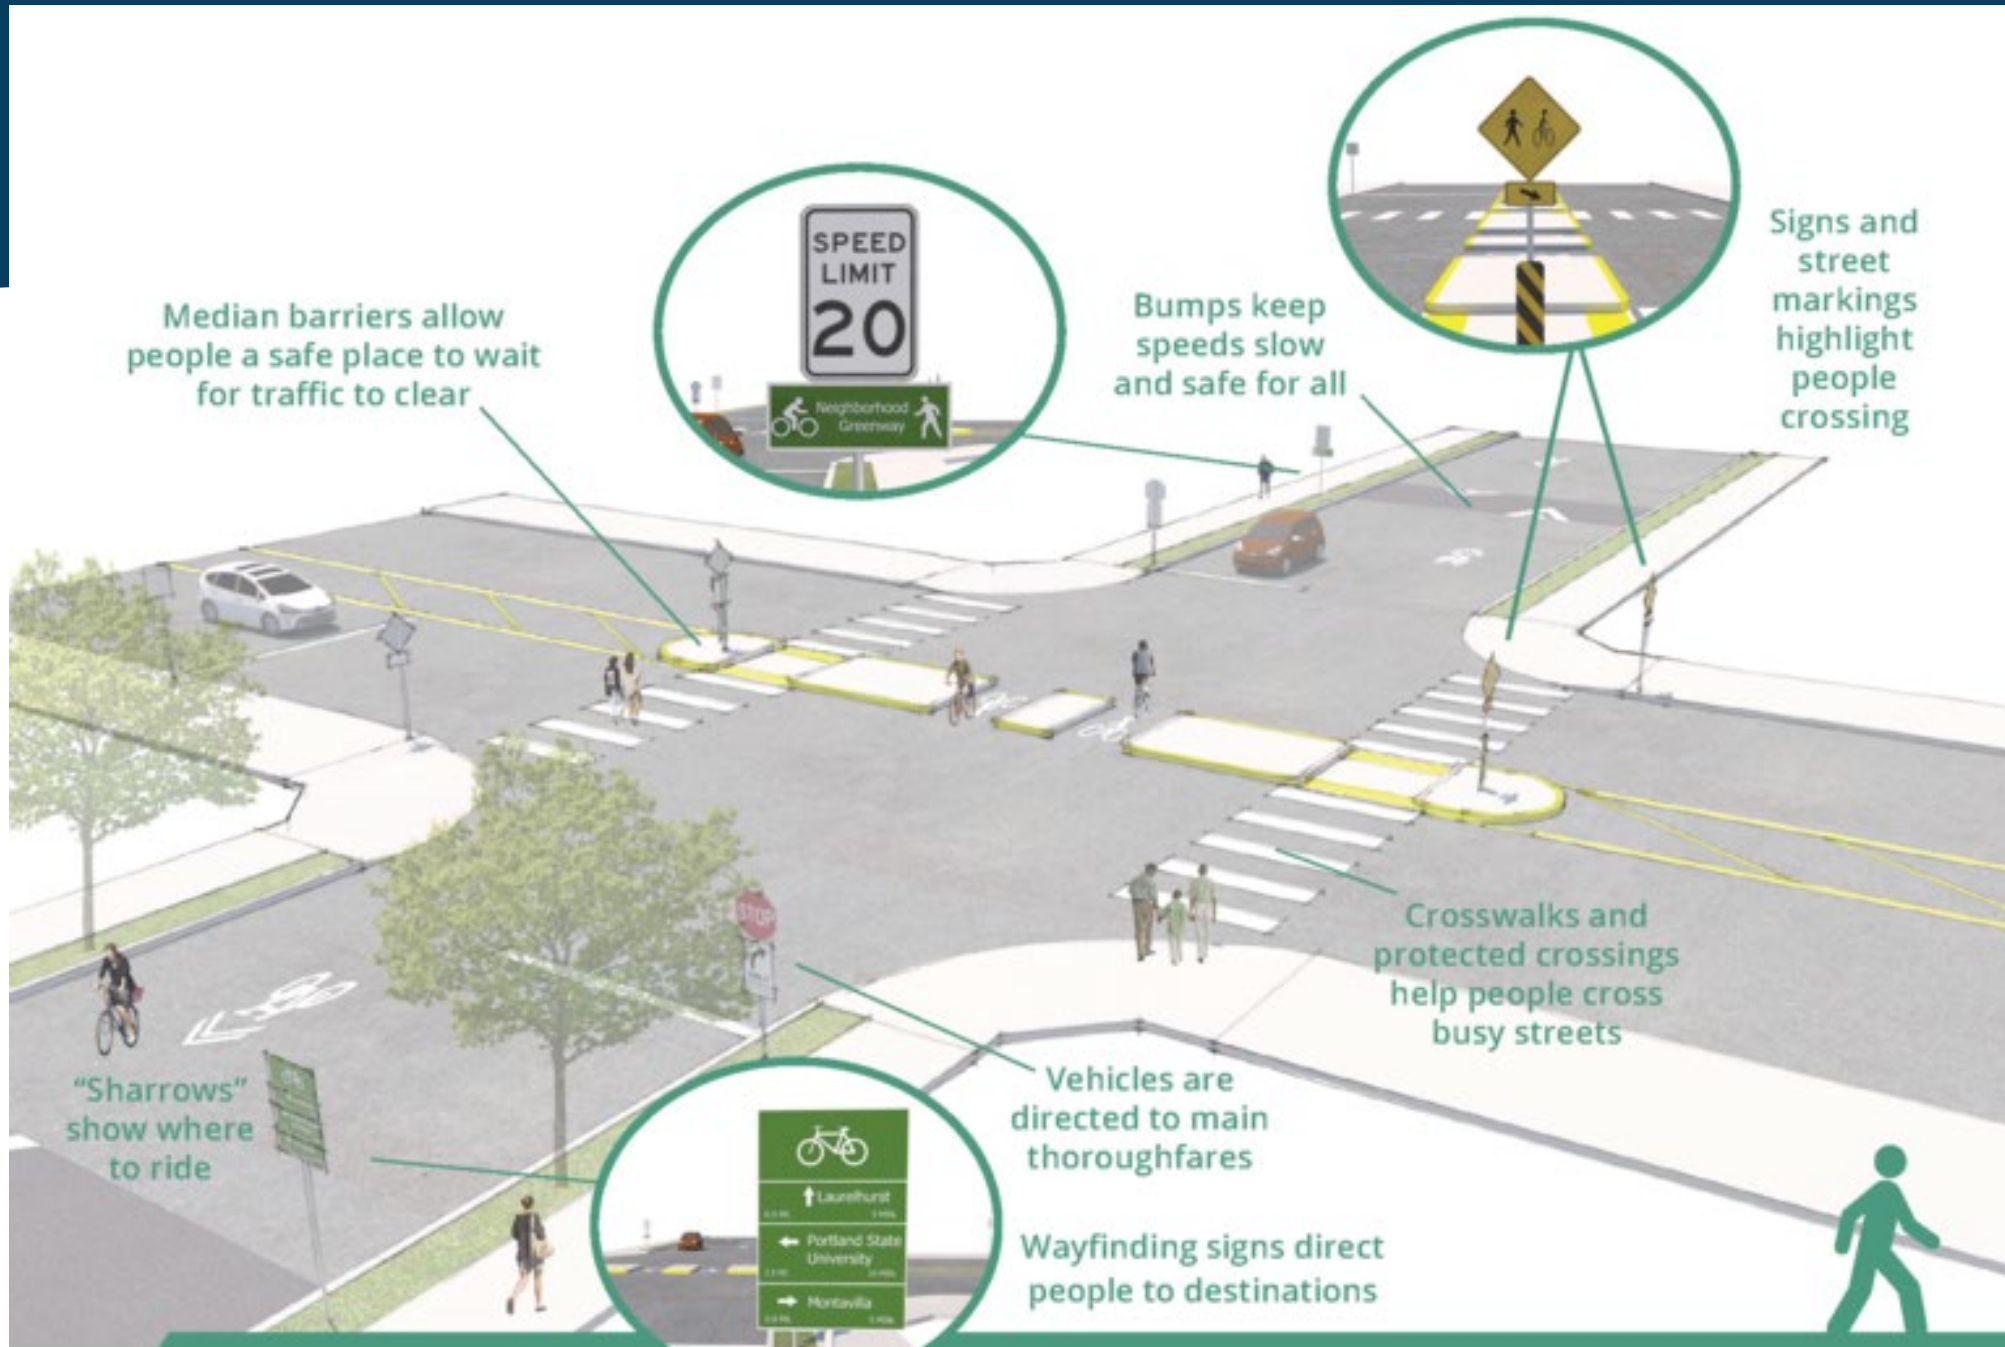 Median barriers allow
people a safe place to wait
for traffic to clear
SPEED
LIMIT
20
Neighborhood
Greenway
Bumps keep
speeds slow
and safe for all
Signs and
street
markings
highlight
people
crossing
STOP
Crosswalks and
protected crossings
help people cross
busy streets
Vehicles are
directed to main
thoroughfares
“Sharrows”
show where
to ride
Laurelhurst
Portland State
University
Montavilla
Wayfinding signs direct
people to destinations